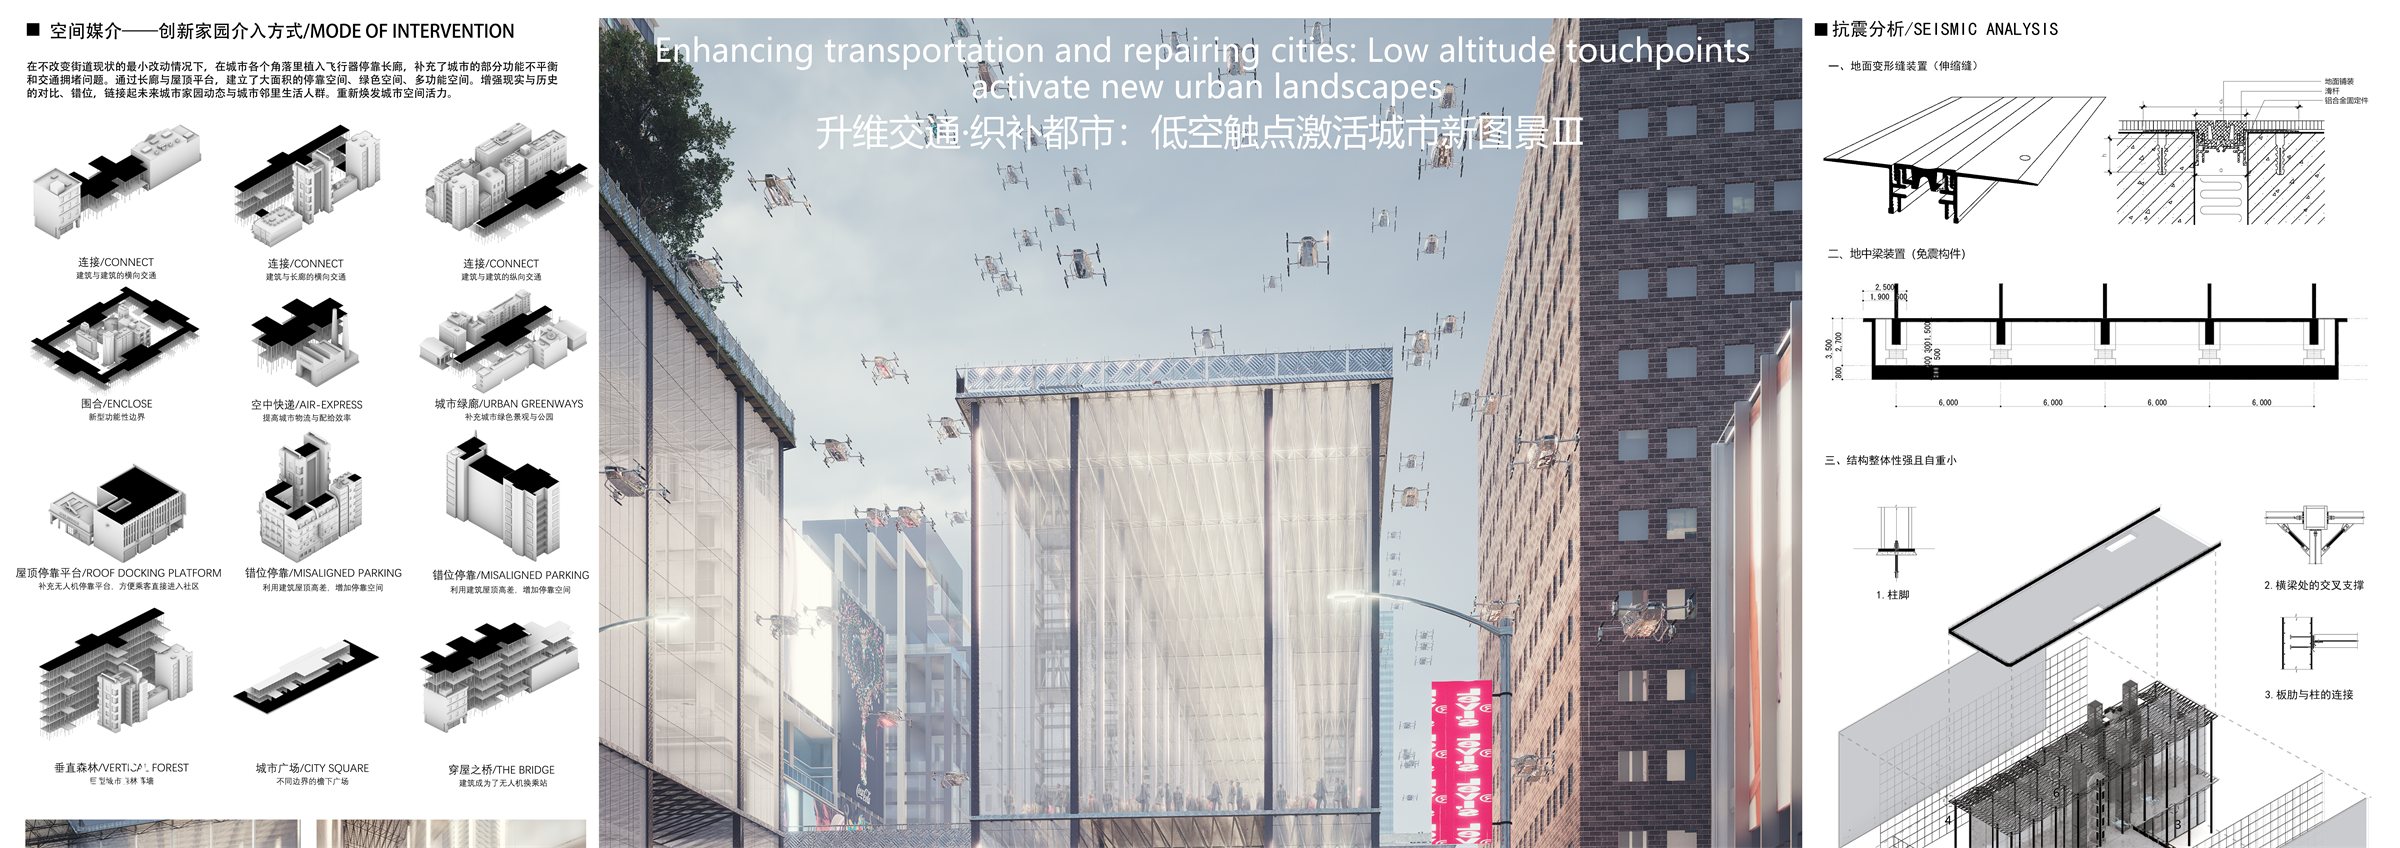 ■ 空间媒介——创新家园介入方式/MODE OF INTERVENTION
在不改变街道现状的最小改动情况下，在城市各个角落里植入飞行器停靠长廊，补充了城市的部分功能不平衡
和交通拥堵问题。通过长廊与屋顶平台，建立了大面积的停靠空间、绿色空间、多功能空间。增强现实与历史
的对比、错位，链接起未来城市家园动态与城市邻里生活人群。重新焕发城市空间活力。
连接/CONNECT
建筑与建筑的横向交通
连接/CONNECT
建筑与长廊的横向交通
连接/CONNECT
建筑与建筑的纵向交通
围合/ENCLOSE
新型功能性边界
空中快递/AIR-EXPRESS
提高城市物流与配给效率
城市绿廊/URBAN GREENWAYS
补充城市绿色景观与公园
屋顶停靠平台/ROOF DOCKING PLATFORM
补充无人机停靠平台，方便乘客直接进入社区
错位停靠/MISALIGNED PARKING
利用建筑屋顶高差，增加停靠空间
错位停靠/MISALIGNED PARKING
利用建筑屋顶高差，增加停靠空间
垂直森林/VERTICAL FOREST
城市广场/CITY SQUARE
不同边界的檐下广场
穿屋之桥/THE BRIDGE
建筑成为了无人机换乘站
Enhancing transportation and repairing cities: Low altitude touchpoints
activate new urban landscapes
升维交通·织补都市：低空触点激活城市新图景Ⅲ
Levi's
Levi's
Coca-Cola
■抗震分析/SEISMIC ANALYSIS
一、地面变形缝装置（伸缩缝）
地面铺装
滑杆
铝合金固定件
二、地中梁装置（免震构件）
2,500
1,900 600
3,500
2,700
800
6,000
6,000
6,000
6,000
三、结构整体性强且自重小
1.柱脚
2.横梁处的交叉支撑
3.板肋与柱的连接
6
4
3